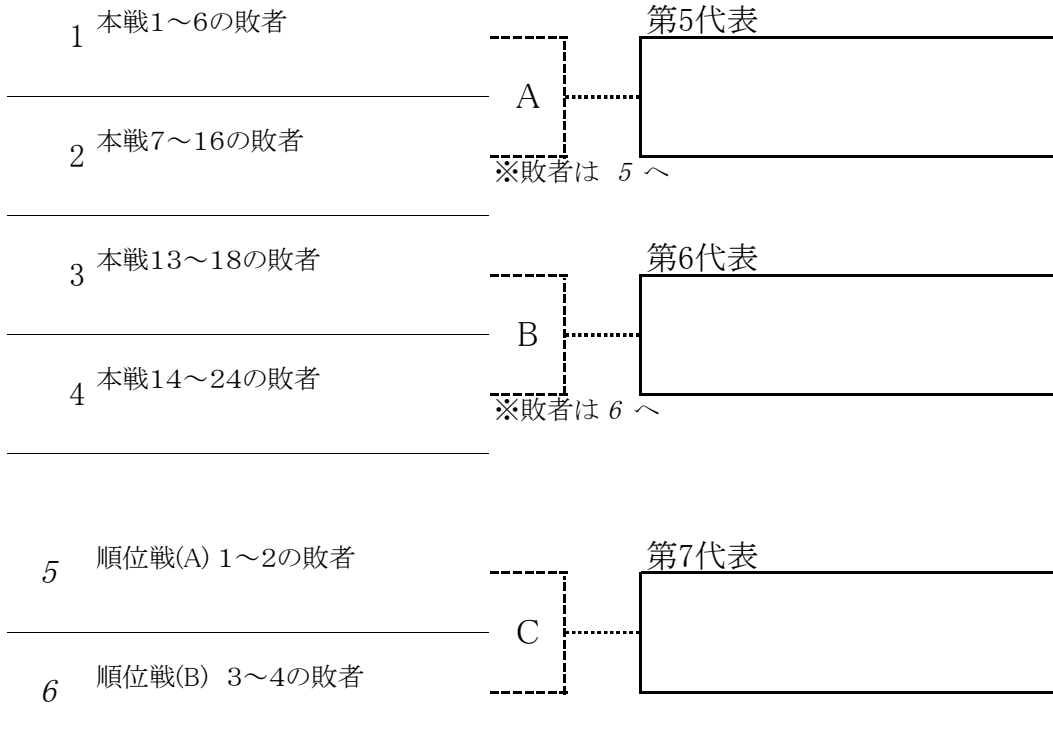 1 本戦1～6の敗者
第5代表
A
2 本戦7～16の敗者
※敗者は 5 へ
3 本戦13～18の敗者
第6代表
B
4 本戦14～24の敗者
※敗者は 6 へ
5 順位戦(A) 1～2の敗者
第7代表
C
6 順位戦(B) 3～4の敗者